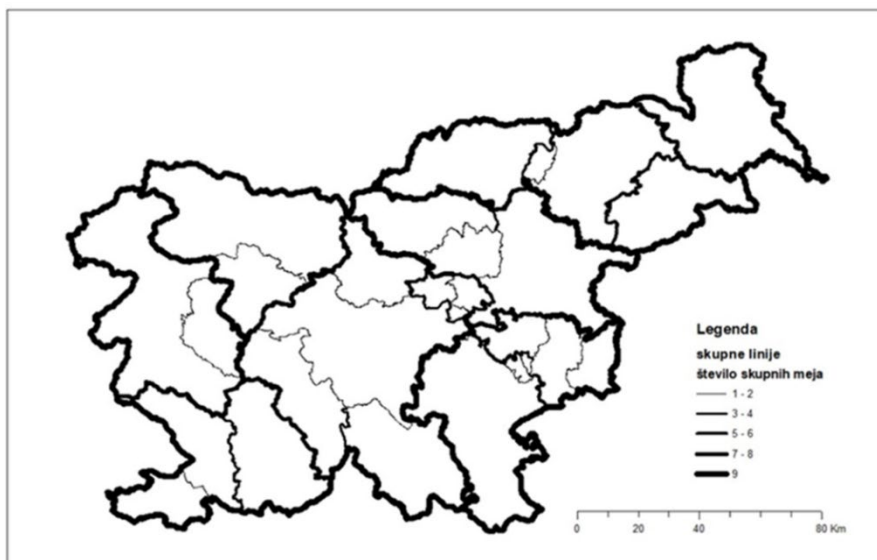 Legenda
skupne linije
število skupnih meja
1 - 2
3 - 4
5 - 6
7 - 8
9
0 20 40 80 Km